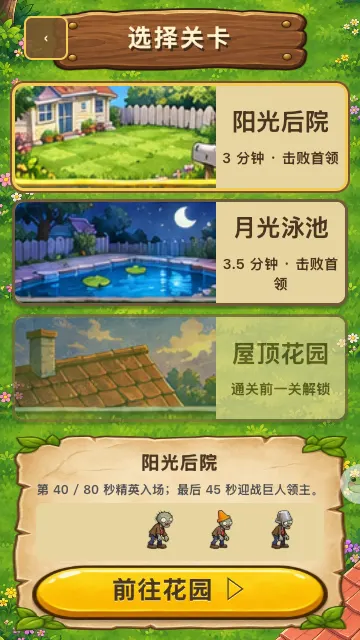 ‹
选择关卡
阳光后院
3 分钟 · 击败首领
月光泳池
3.5 分钟 · 击败首
领
屋顶花园
通关前一关解锁
阳光后院
第 40 / 80 秒精英入场；最后 45 秒迎战巨人领主。
前往花园 ▷